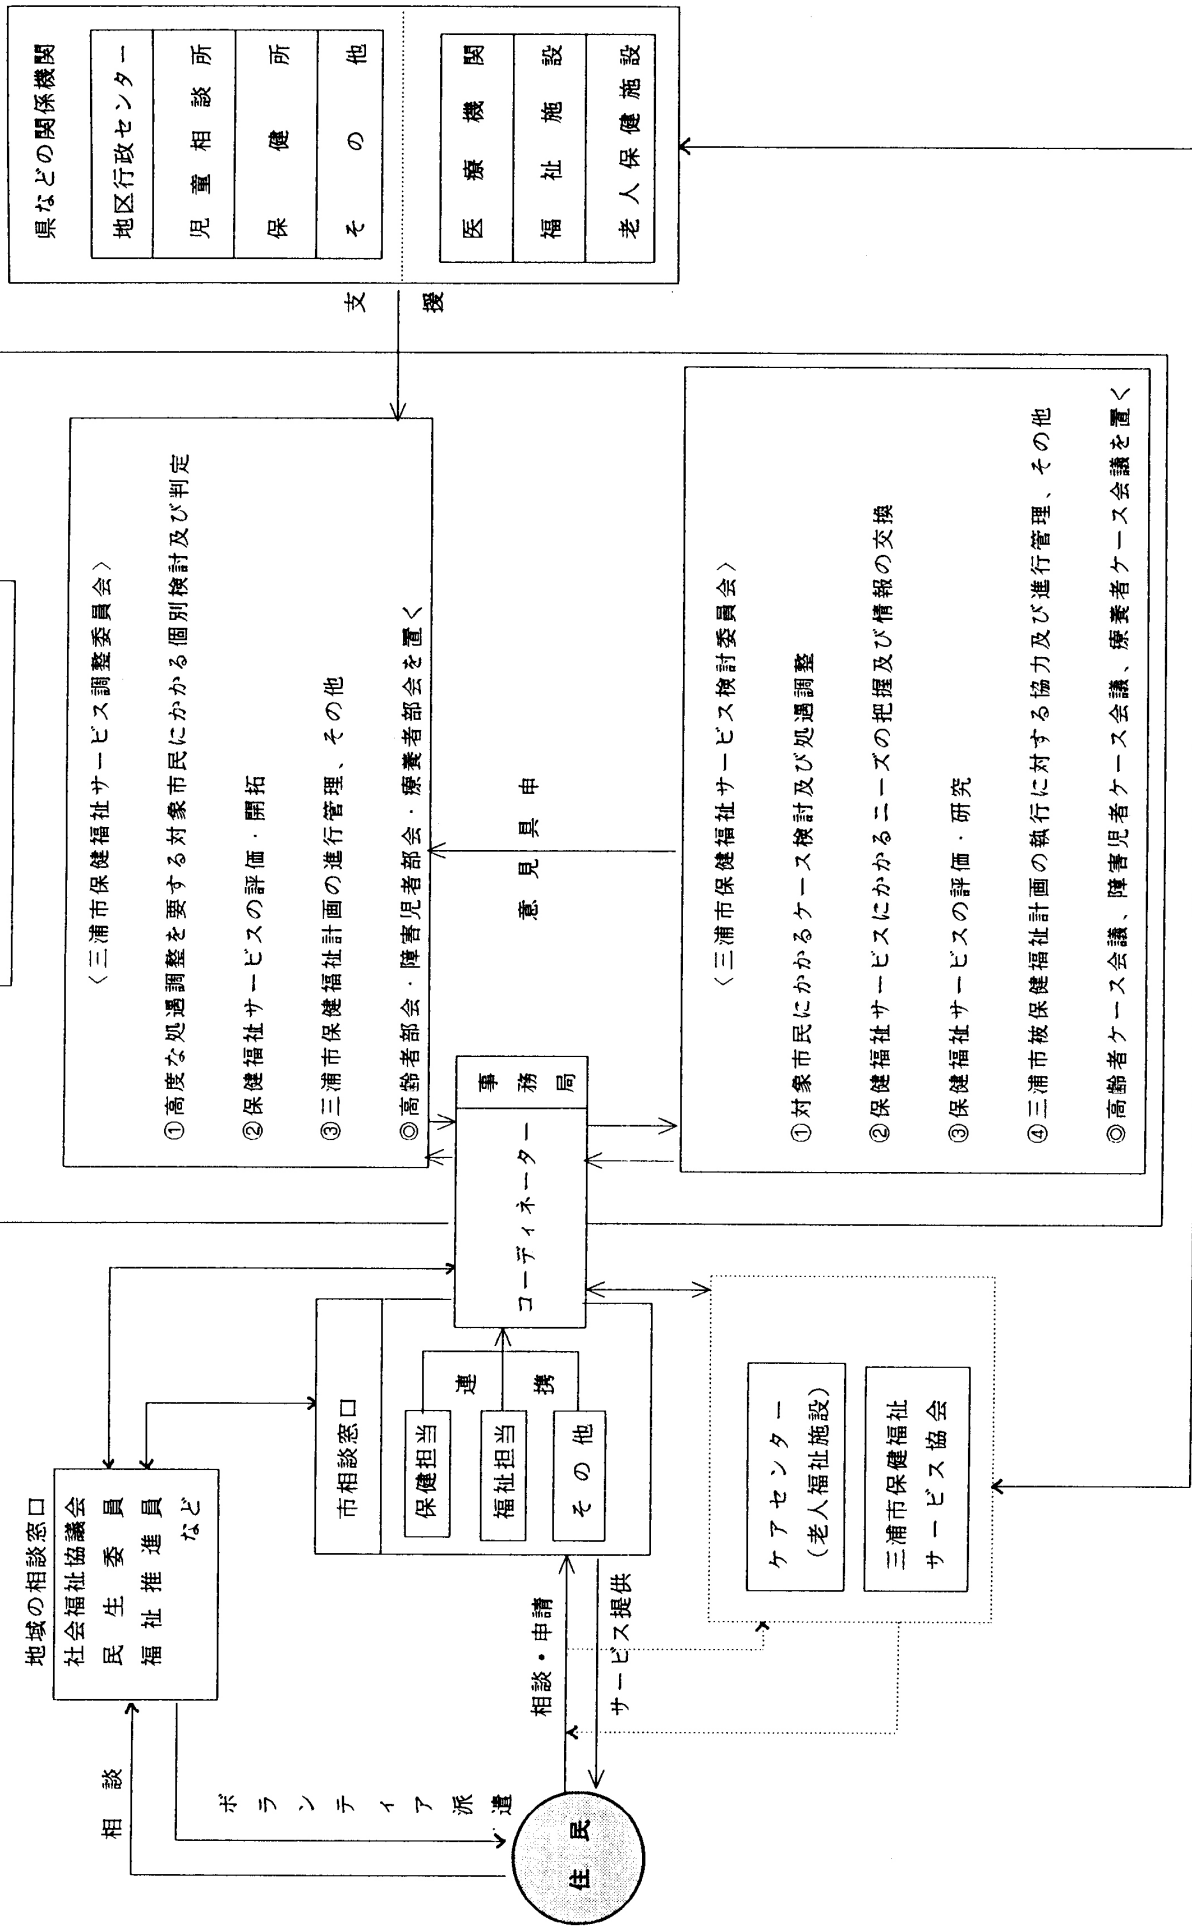 地域の相談窓口
社会福祉協議会
民生委員
福祉推進員
など
相談
ボランティア派遣
住民
相談・申請
サービス提供
市相談窓口
保健担当
福祉担当
その他
連携
コーディネーター
事務局
ケアセンター
（老人福祉施設）
三浦市保健福祉
サービス協会
〈三浦市保健福祉サービス調整委員会〉
①高度な処遇調整を要する対象市民にかかる個別検討及び判定
②保健福祉サービスの評価・開拓
③三浦市保健福祉計画の進行管理、その他
◎高齢者部会・障害児者部会・療養者部会を置く
意見具申
〈三浦市保健福祉サービス検討委員会〉
①対象市民にかかるケース検討及び処遇調整
②保健福祉サービスにかかるニーズの把握及び情報の交換
③保健福祉サービスの評価・研究
④三浦市被保健福祉計画の執行に対する協力及び進行管理、その他
◎高齢者ケース会議、障害児者ケース会議、療養者ケース会議を置く
支援
県などの関係機関
地区行政センター
児童相談所
保健所
その他
医療機関
福祉施設
老人保健施設